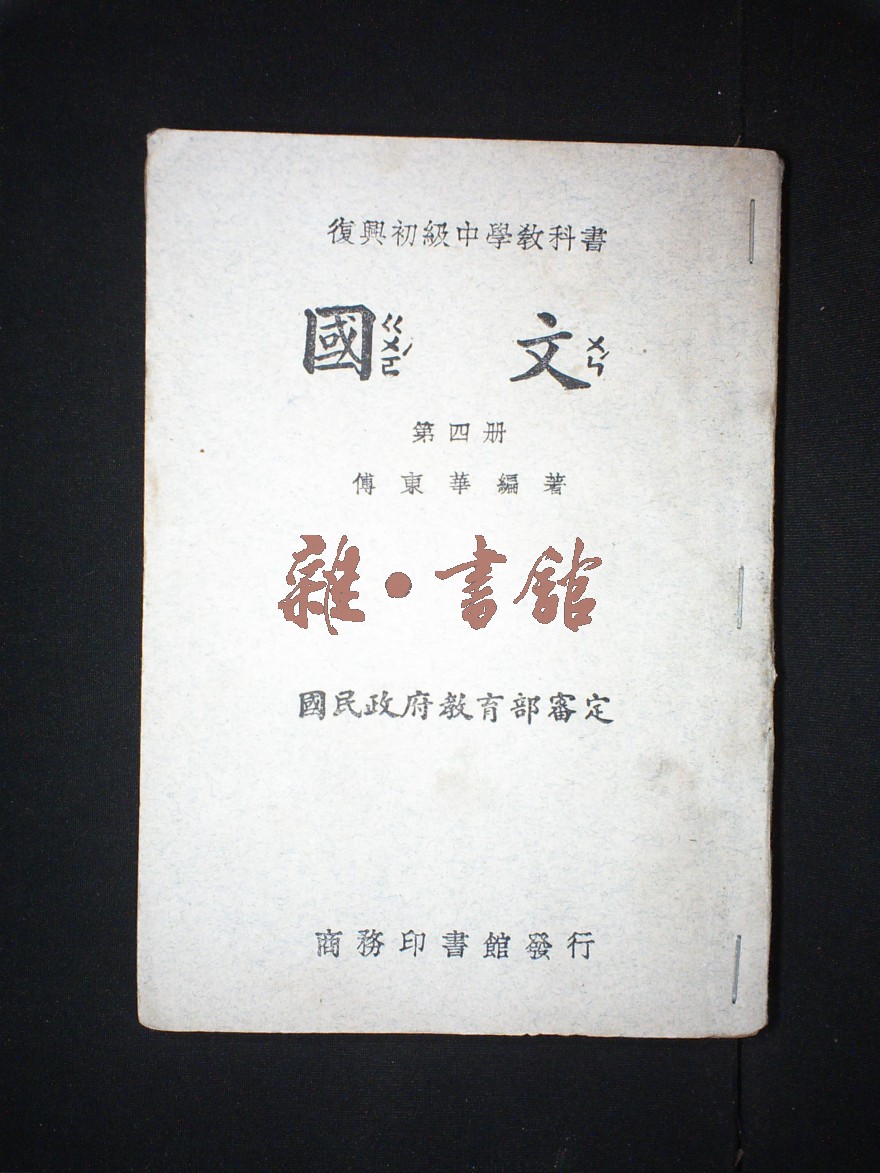 復興初級中學教科書
國ㄍㄨㄛˊ 文ㄨㄣˊ
第四册
傅東華編著
雜•書館
國民政府教育部審定
商務印書館發行